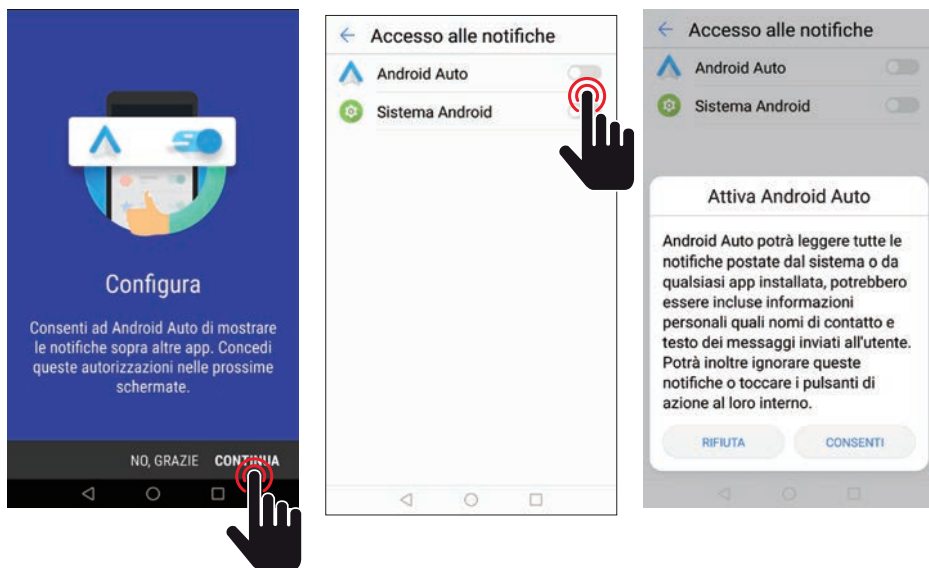 Configura
Consenti ad Android Auto di mostrare
le notifiche sopra altre app. Concedi
queste autorizzazioni nelle prossime
schermate.
NO, GRAZIE CONTINUA
Accesso alle notifiche
Android Auto
Sistema Android
Accesso alle notifiche
Android Auto
Sistema Android
Attiva Android Auto
Android Auto potrà leggere tutte le
notifiche postate dal sistema o da
qualsiasi app installata, potrebbero
essere incluse informazioni
personali quali nomi di contatto e
testo dei messaggi inviati all'utente.
Potrà inoltre ignorare queste
notifiche o toccare i pulsanti di
azione al loro interno.
RIFIUTA CONSENTI